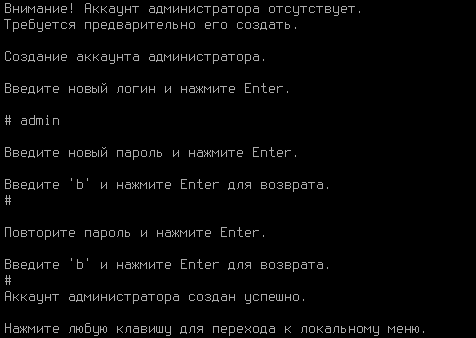 Внимание! Аккаунт администратора отсутствует.
Требуется предварительно его создать.
Создание аккаунта администратора.
Введите новый логин и нажмите Enter.
# admin
Введите новый пароль и нажмите Enter.
Введите 'b' и нажмите Enter для возврата.
#
Повторите пароль и нажмите Enter.
Введите 'b' и нажмите Enter для возврата.
#
Аккаунт администратора создан успешно.
Нажмите любую клавишу для перехода к локальному меню.